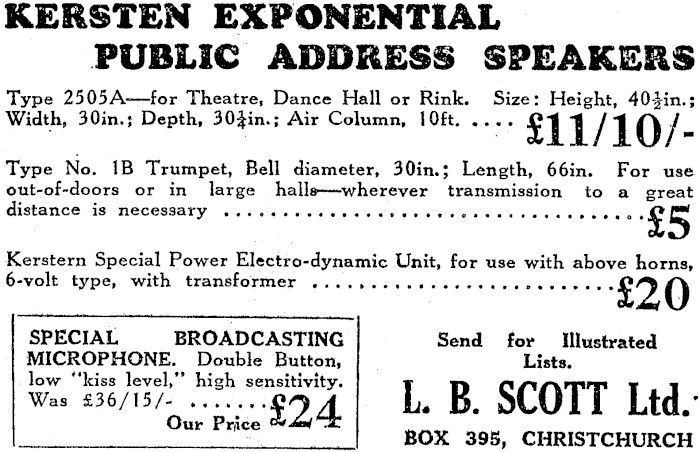 KERSTEN EXPONENTIAL
PUBLIC ADDRESS SPEAKERS
Type 2505A—for Theatre, Dance Hall or Rink. Size: Height, 40½in.;
Width, 30in.; Depth, 30¼in.; Air Column, 10ft. .... £11/10/-
Type No. 1B Trumpet, Bell diameter, 30in.; Length, 66in. For use
out-of-doors or in large halls—wherever transmission to a great
distance is necessary ........................................ £5
Kerstern Special Power Electro-dynamic Unit, for use with above horns,
6-volt type, with transformer .............................. £20
SPECIAL BROADCASTING
MICROPHONE. Double Button,
low "kiss level," high sensitivity.
Was £36/15/- .......
Our Price £24
Send for Illustrated
Lists.
L. B. SCOTT Ltd.
BOX 395, CHRISTCHURCH